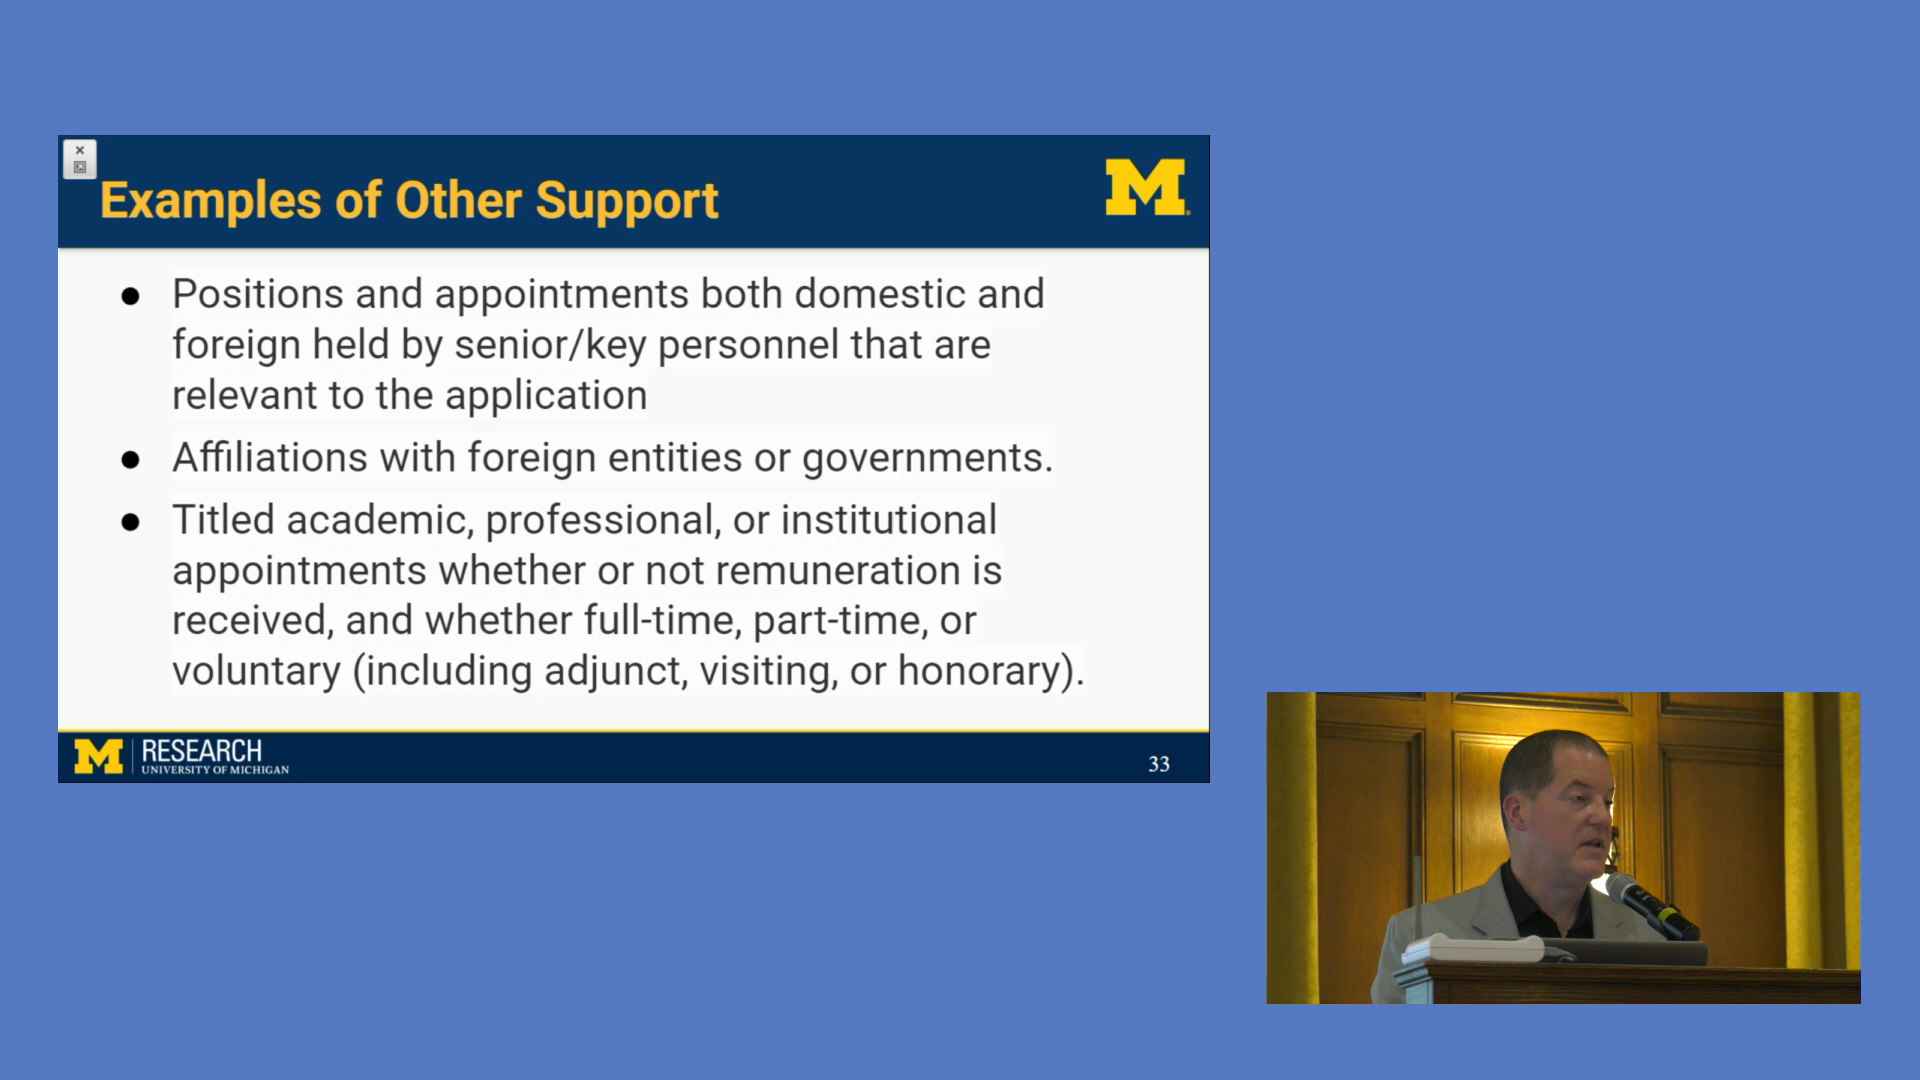 Examples of Other Support
M
● Positions and appointments both domestic and
foreign held by senior/key personnel that are
relevant to the application
● Affiliations with foreign entities or governments.
● Titled academic, professional, or institutional
appointments whether or not remuneration is
received, and whether full-time, part-time, or
voluntary (including adjunct, visiting, or honorary).
M RESEARCH
UNIVERSITY OF MICHIGAN
33